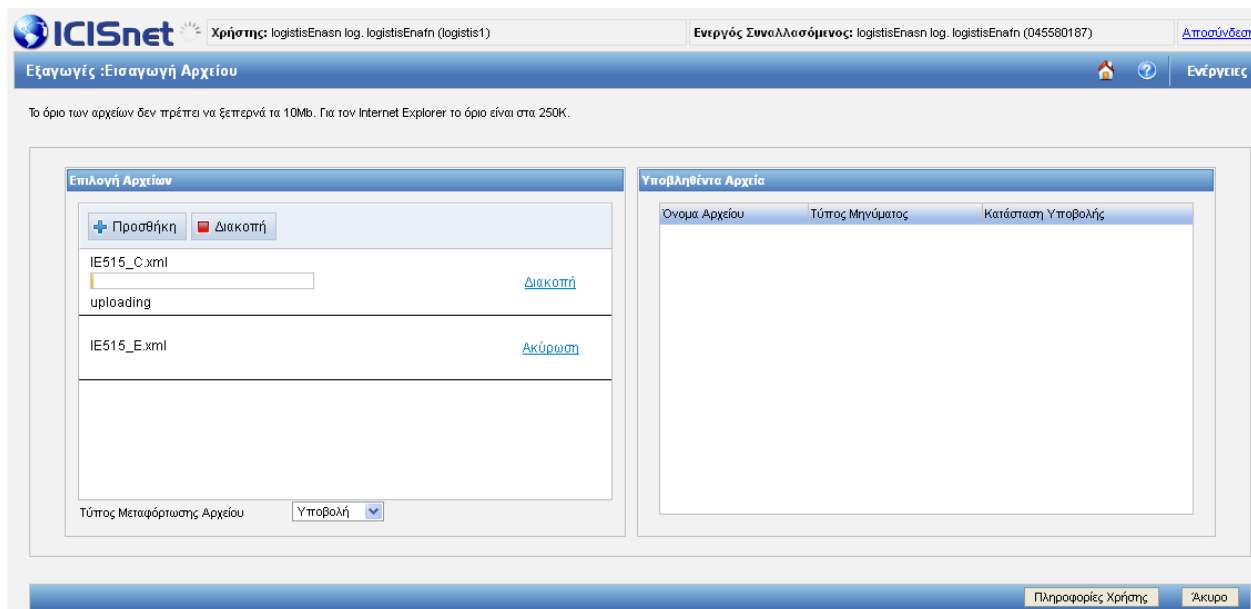 ICISnet Χρήστης: logistisEnasn log. logistisEnafn (logistis1) Ενεργός Συναλλασόμενος: logistisEnasn log. logistisEnafn (045580187) Αποσύνδεση
Εξαγωγές :Εισαγωγή Αρχείου Ενέργειες
Το όριο των αρχείων δεν πρέπει να ξεπερνά τα 10Mb. Για τον Internet Explorer το όριο είναι στα 250K.
Επιλογή Αρχείων
Προσθήκη Διακοπή
IE515_C.xml
Διακοπή
uploading
IE515_E.xml Ακύρωση
Τύπος Μεταφόρτωσης Αρχείου Υποβολή
Υποβληθέντα Αρχεία
Όνομα Αρχείου Τύπος Μηνύματος Κατάσταση Υποβολής
Πληροφορίες Χρήσης Άκυρο